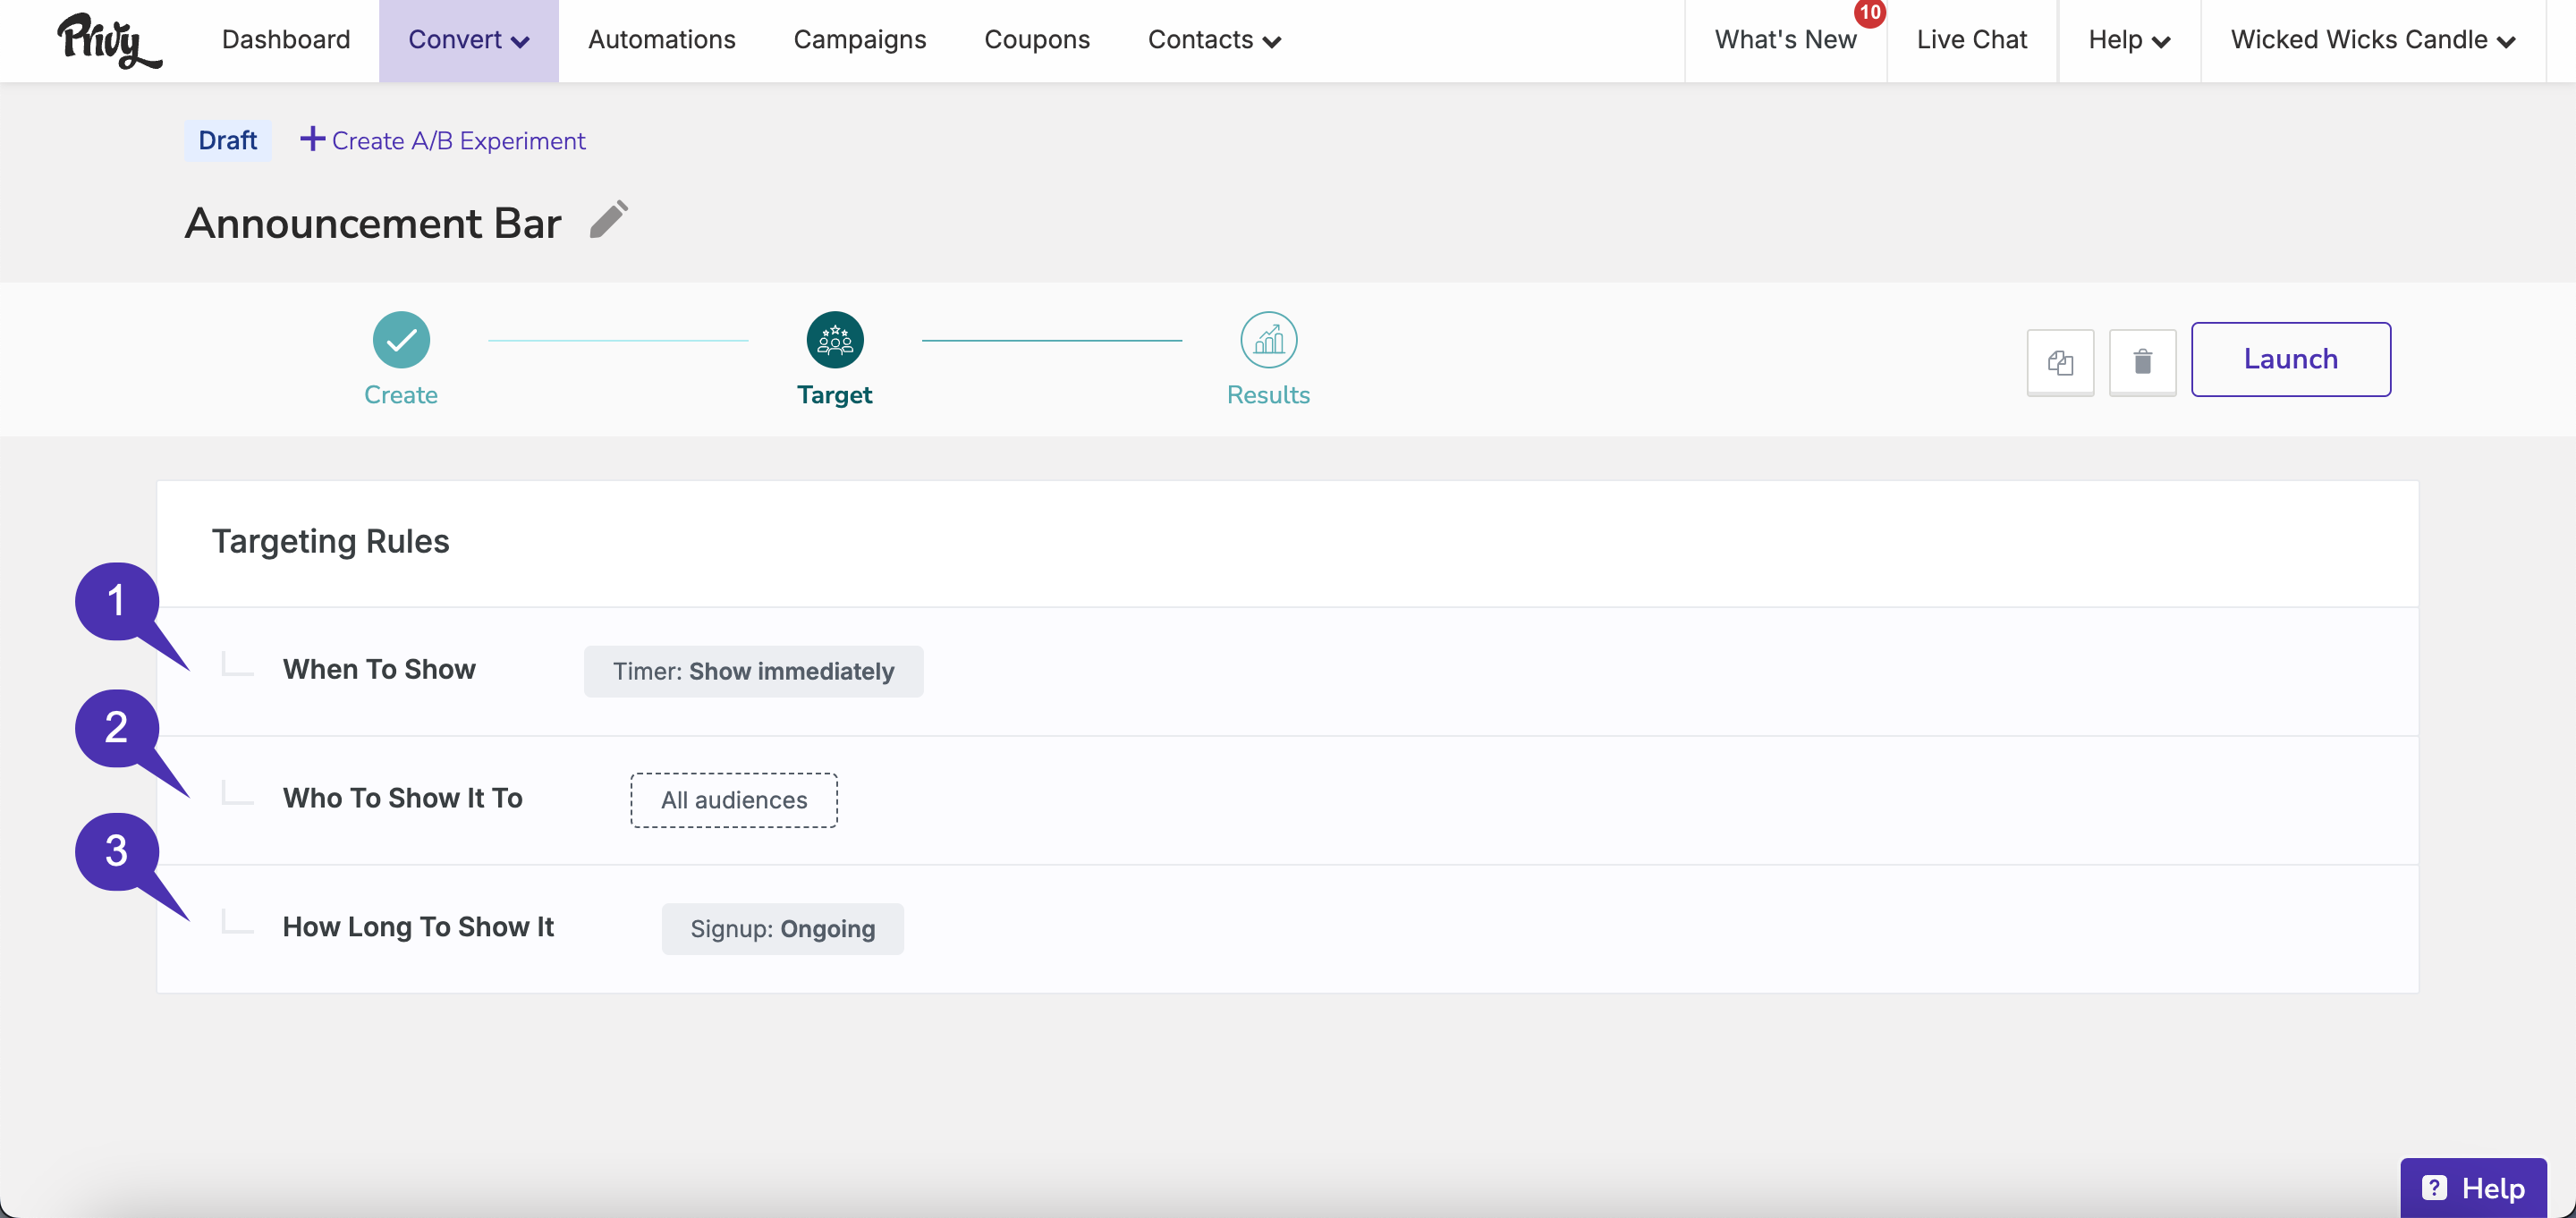 Privy Dashboard Convert Automations Campaigns Coupons Contacts What's New 10 Live Chat Help Wicked Wicks Candle
Draft + Create A/B Experiment
Announcement Bar
Create Target Results Launch
Targeting Rules
1
When To Show Timer: Show immediately
2
Who To Show It To All audiences
3
How Long To Show It Signup: Ongoing
? Help